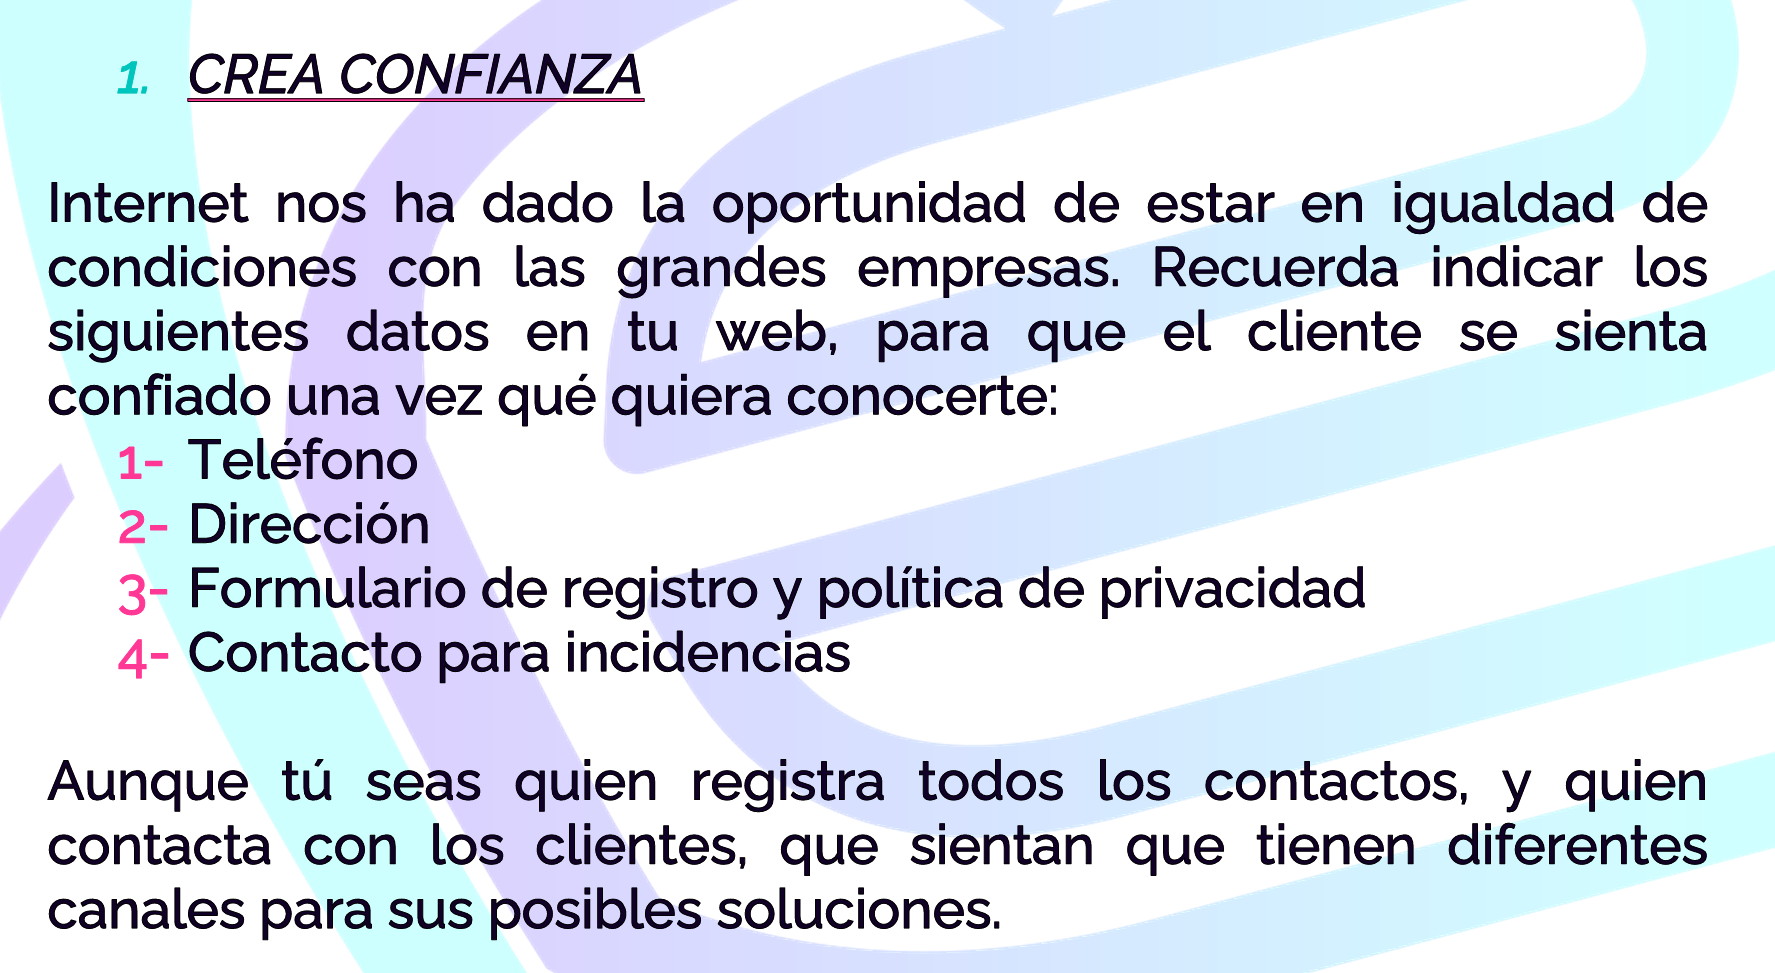 1. CREA CONFIANZA
Internet nos ha dado la oportunidad de estar en igualdad de
condiciones con las grandes empresas. Recuerda indicar los
siguientes datos en tu web, para que el cliente se sienta
confiado una vez qué quiera conocerte:
1- Teléfono
2- Dirección
3- Formulario de registro y política de privacidad
4- Contacto para incidencias
Aunque tú seas quien registra todos los contactos, y quien
contacta con los clientes, que sientan que tienen diferentes
canales para sus posibles soluciones.